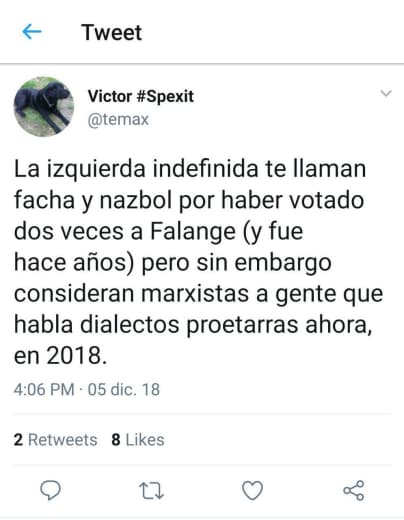 Tweet
Victor #Spexit
@temax
La izquierda indefinida te llaman
facha y nazbol por haber votado
dos veces a Falange (y fue
hace años) pero sin embargo
consideran marxistas a gente que
habla dialectos proetarras ahora,
en 2018.
4:06 PM · 05 dic. 18
2 Retweets 8 Likes